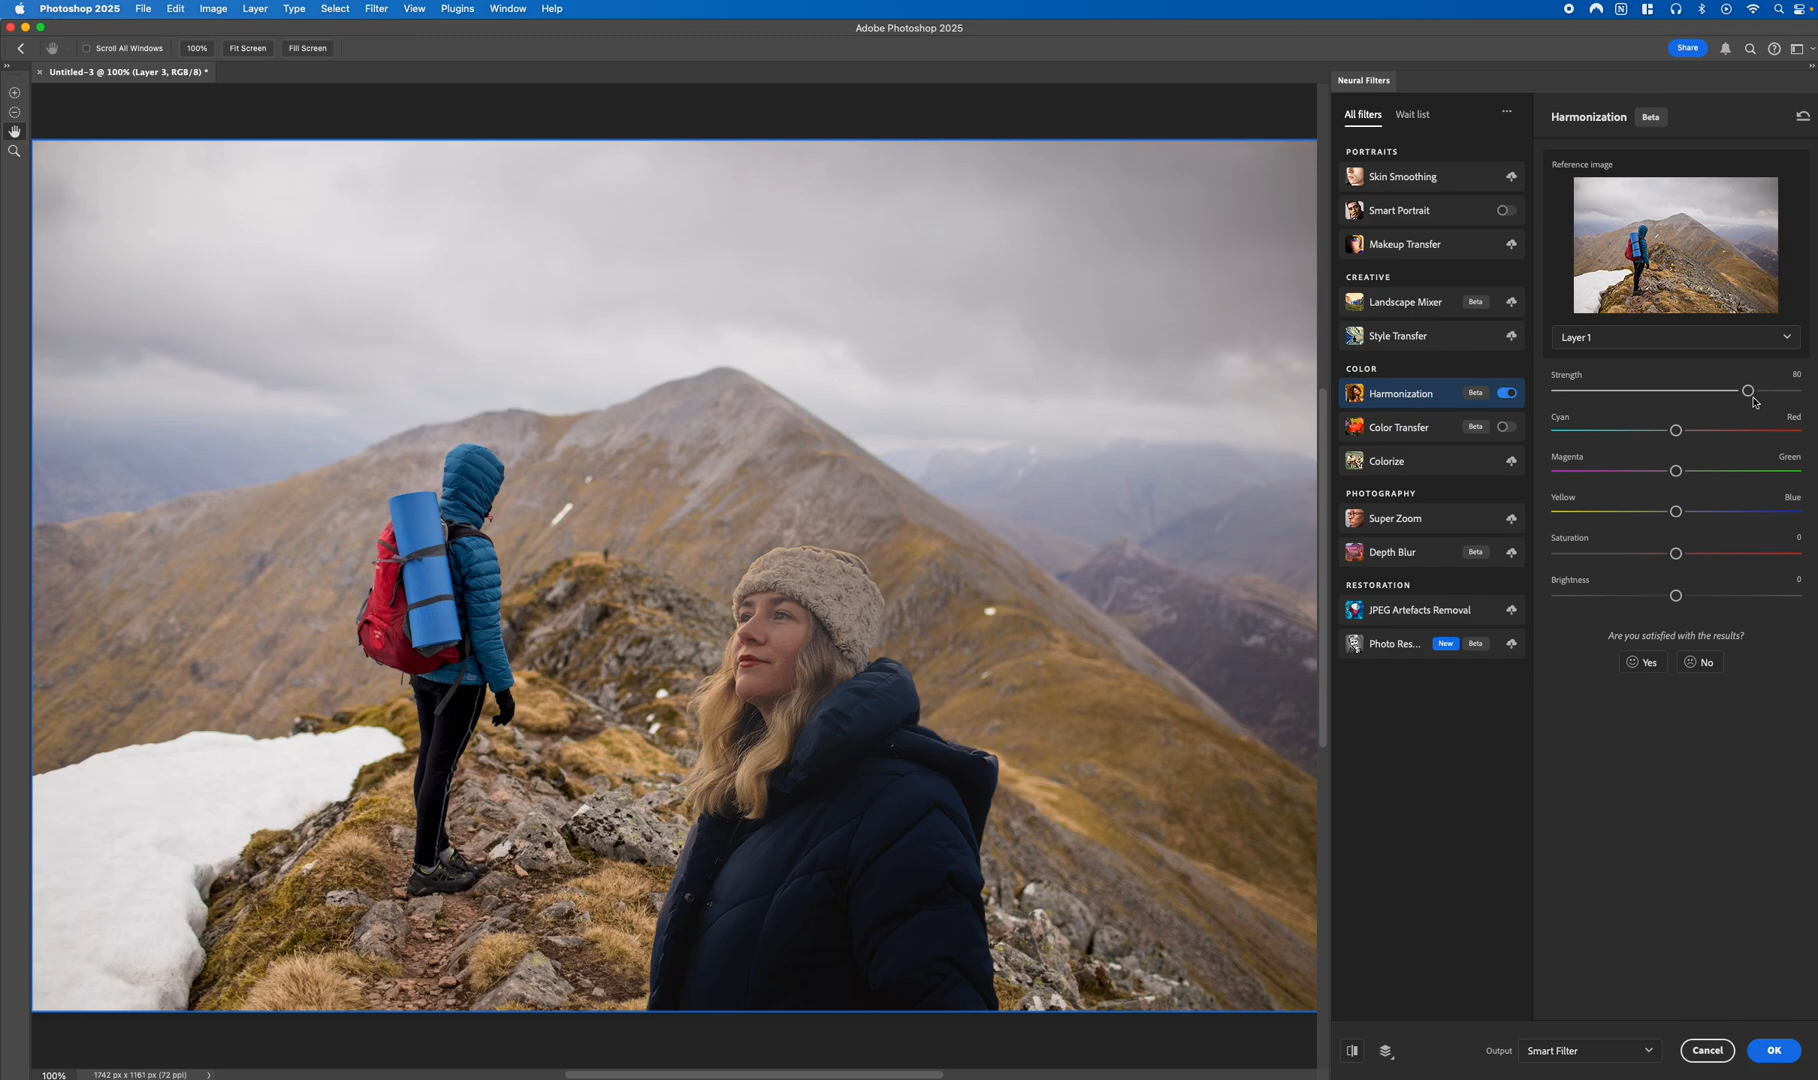 Photoshop 2025 File Edit Image Layer Type Select Filter View Plugins Window Help
Adobe Photoshop 2025
Scroll All Windows 100% Fit Screen Fill Screen Share
× Untitled-3 @ 100% (Layer 3, RGB/8) *
Neural Filters
All filters Wait list
Harmonization Beta
PORTRAITS
Skin Smoothing
Smart Portrait
Makeup Transfer
CREATIVE
Landscape Mixer Beta
Style Transfer
COLOR
Harmonization Beta
Color Transfer Beta
Colorize
PHOTOGRAPHY
Super Zoom
Depth Blur Beta
RESTORATION
JPEG Artefacts Removal
Photo Res... New Beta
Reference image
Layer 1
Strength 80
Cyan Red
Magenta Green
Yellow Blue
Saturation 0
Brightness 0
Are you satisfied with the results?
Yes No
Output Smart Filter Cancel OK
100% 1742 px x 1161 px (72 ppi)